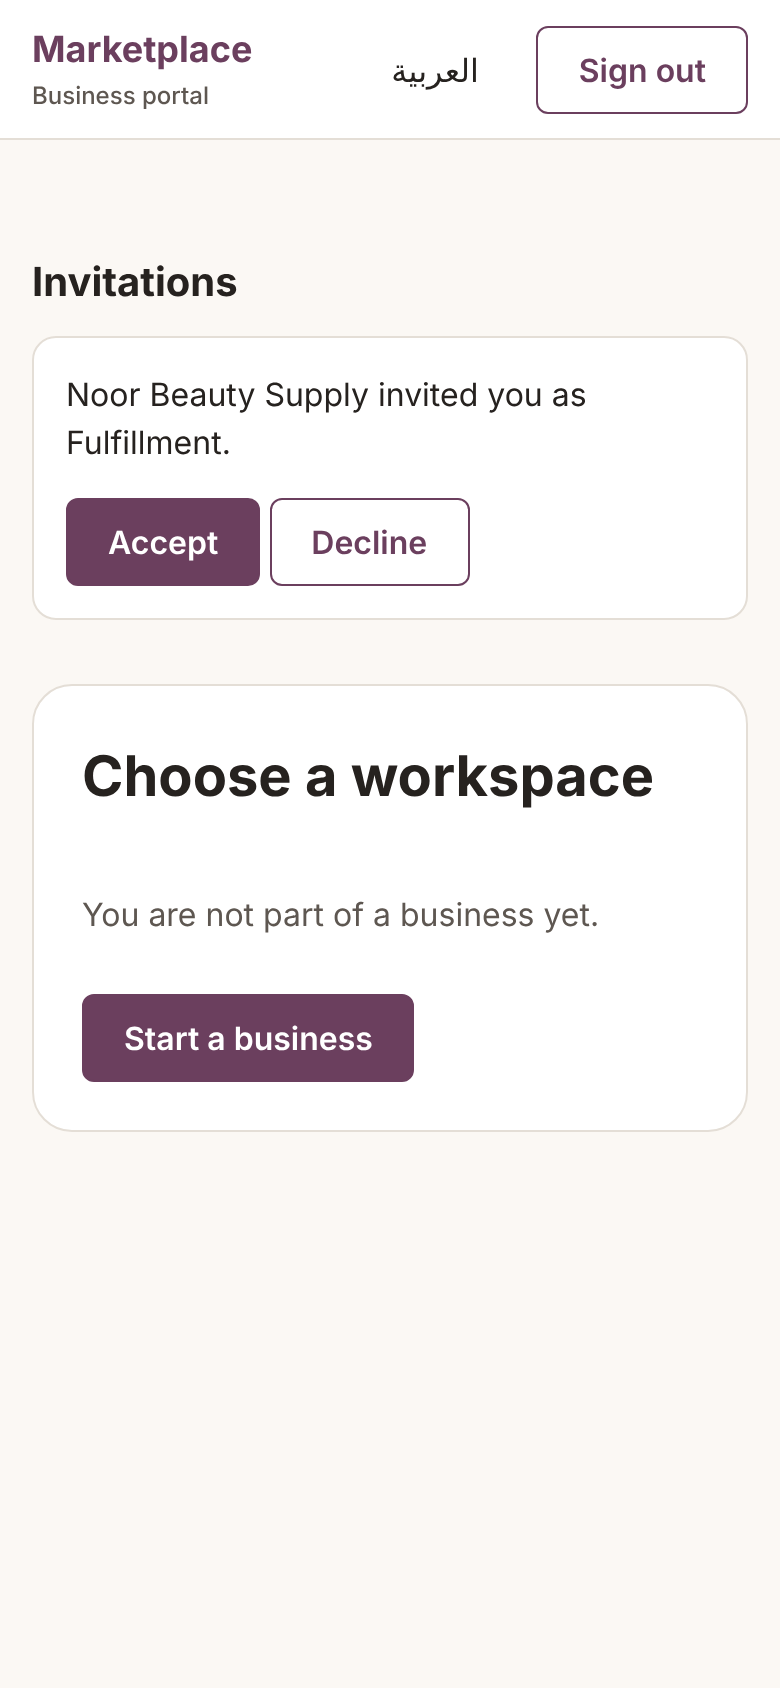 Marketplace
Business portal
العربية
Sign out
Invitations
Noor Beauty Supply invited you as
Fulfillment.
Accept
Decline
Choose a workspace
You are not part of a business yet.
Start a business